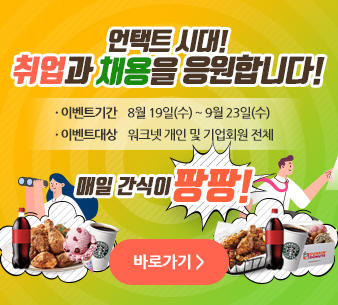 언택트 시대!
취업과 채용을 응원합니다!
· 이벤트기간 8월 19일(수) ~ 9월 23일(수)
· 이벤트대상 워크넷 개인 및 기업회원 전체
매일 간식이 팡팡!
바로가기 >